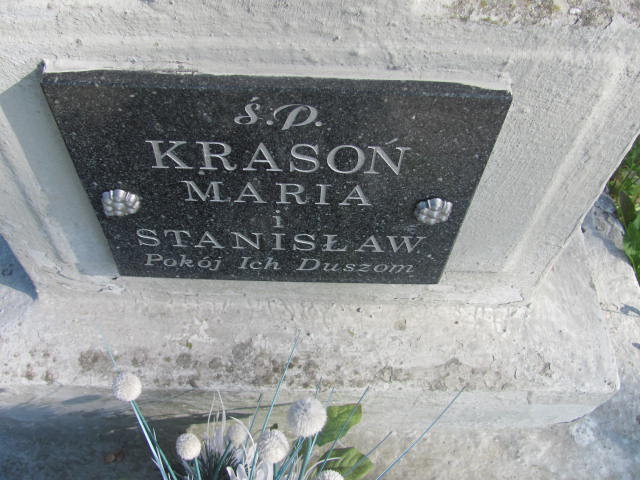 Ś.P.
KRASOŃ
MARIA
i
STANISŁAW
Pokój Ich Duszom